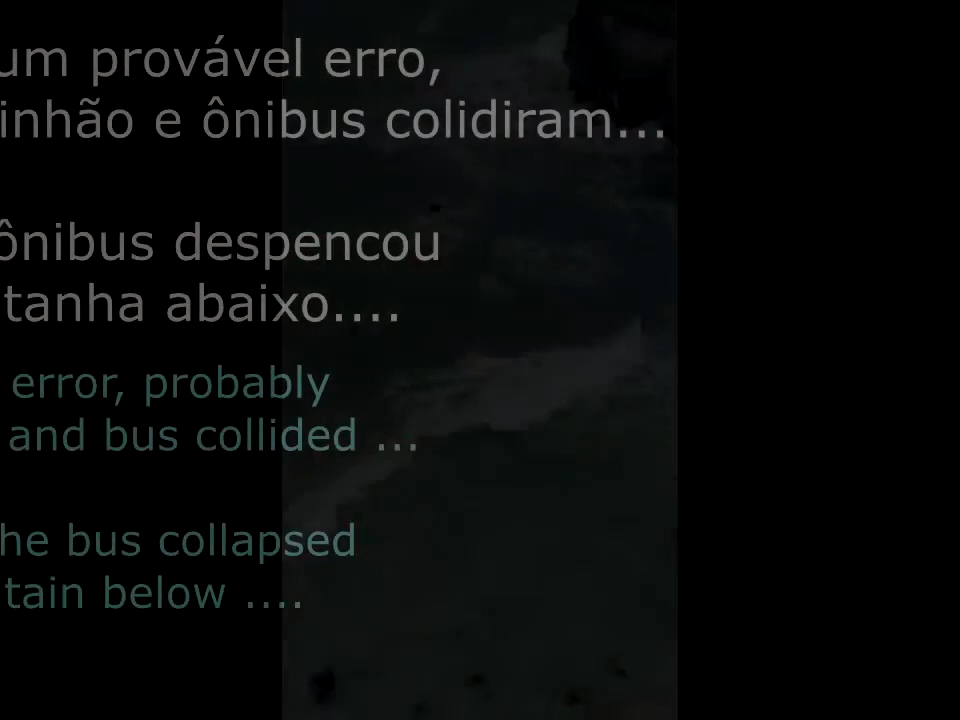 um provável erro,
inhão e ônibus colidiram...
ônibus despencou
tanha abaixo....
error, probably
and bus collided ...
he bus collapsed
tain below ....